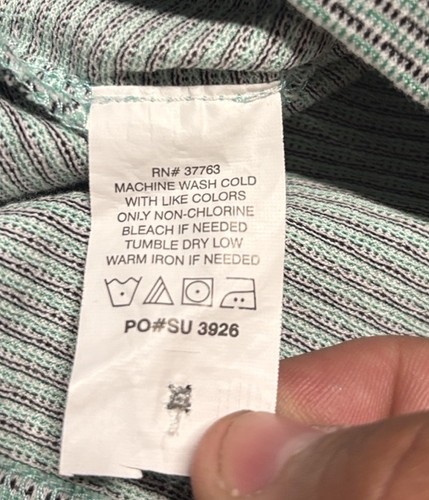 RN# 37763
MACHINE WASH COLD
WITH LIKE COLORS
ONLY NON-CHLORINE
BLEACH IF NEEDED
TUMBLE DRY LOW
WARM IRON IF NEEDED
PO#SU 3926